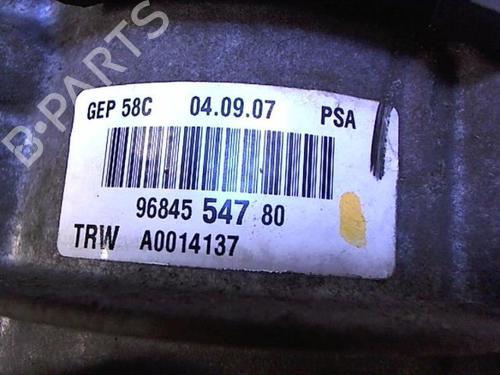 B-PARTS
GEP 58C 04.09.07 PSA
96845 547 80
TRW A0014137